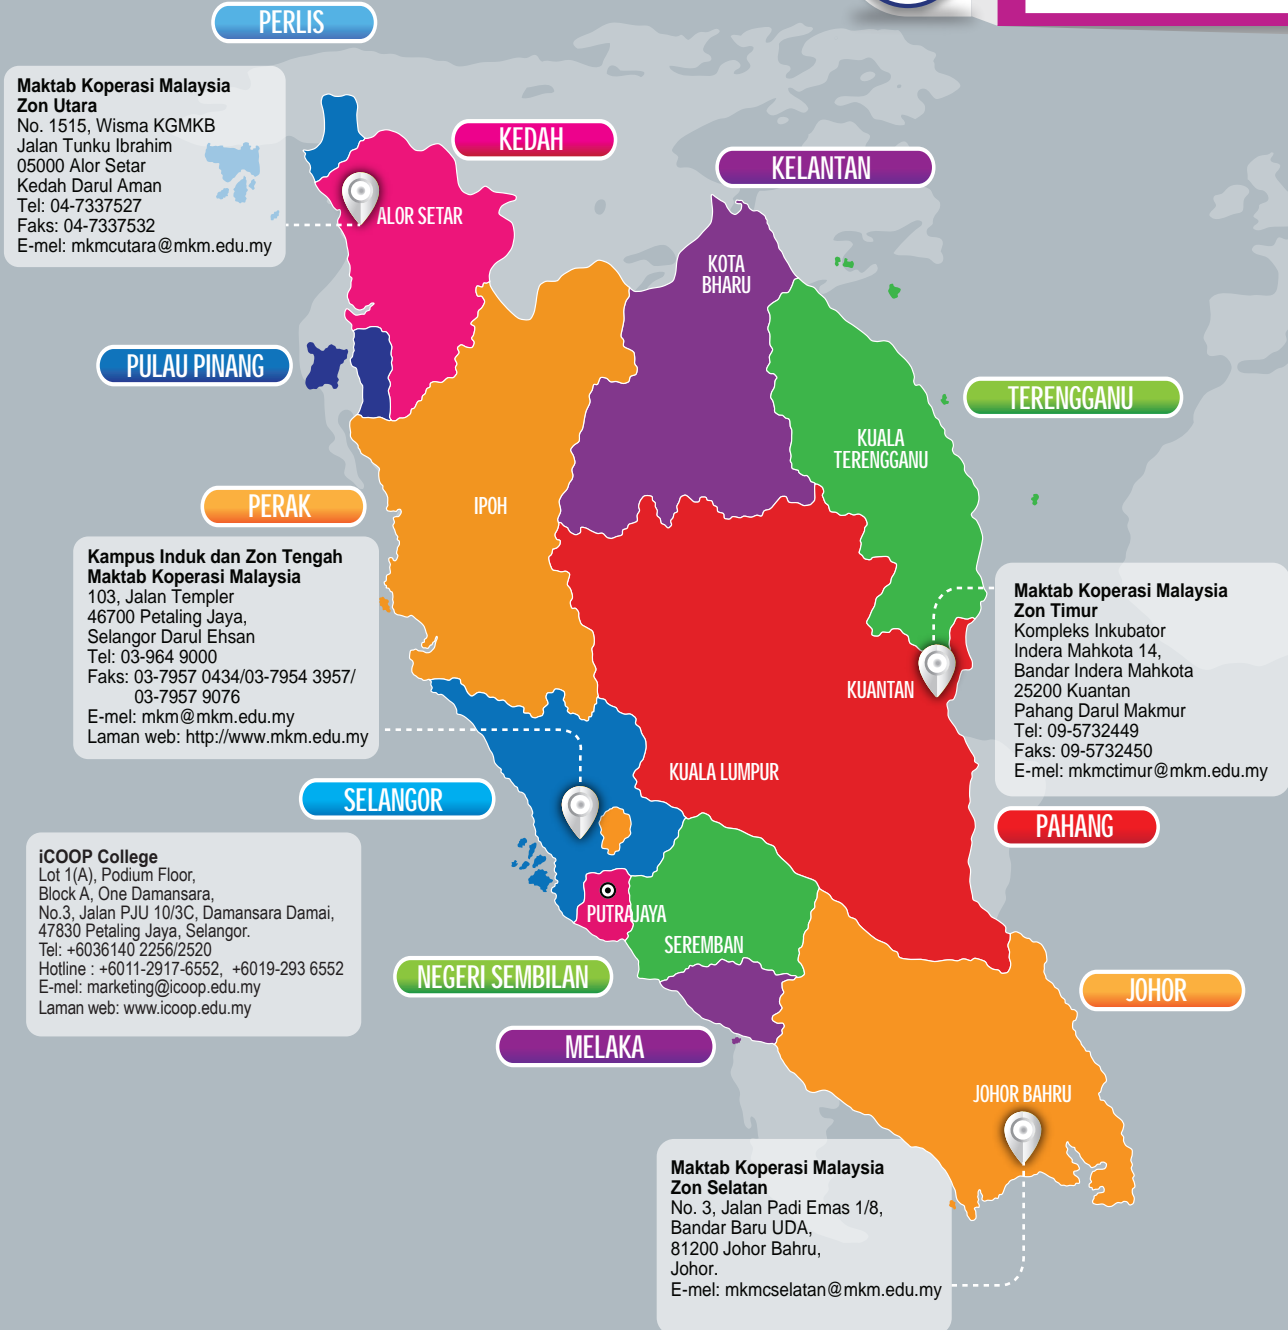 PERLIS
Maktab Koperasi Malaysia
Zon Utara
No. 1515, Wisma KGMKB
Jalan Tunku Ibrahim
05000 Alor Setar
Kedah Darul Aman
Tel: 04-7337527
Faks: 04-7337532
E-mel: mkmcutara@mkm.edu.my
KEDAH
KELANTAN
ALOR SETAR
KOTA
BHARU
PULAU PINANG
TERENGGANU
KUALA
TERENGGANU
PERAK
IPOH
Kampus Induk dan Zon Tengah
Maktab Koperasi Malaysia
103, Jalan Templer
46700 Petaling Jaya,
Selangor Darul Ehsan
Tel: 03-964 9000
Faks: 03-7957 0434/03-7954 3957/
03-7957 9076
E-mel: mkm@mkm.edu.my
Laman web: http://www.mkm.edu.my
Maktab Koperasi Malaysia
Zon Timur
Kompleks Inkubator
Indera Mahkota 14,
Bandar Indera Mahkota
25200 Kuantan
Pahang Darul Makmur
Tel: 09-5732449
Faks: 09-5732450
E-mel: mkmctimur@mkm.edu.my
KUANTAN
KUALA LUMPUR
SELANGOR
PAHANG
iCOOP College
Lot 1(A), Podium Floor,
Block A, One Damansara,
No.3, Jalan PJU 10/3C, Damansara Damai,
47830 Petaling Jaya, Selangor.
Tel: +6036140 2256/2520
Hotline : +6011-2917-6552, +6019-293 6552
E-mel: marketing@icoop.edu.my
Laman web: www.icoop.edu.my
PUTRAJAYA
SEREMBAN
NEGERI SEMBILAN
JOHOR
MELAKA
JOHOR BAHRU
Maktab Koperasi Malaysia
Zon Selatan
No. 3, Jalan Padi Emas 1/8,
Bandar Baru UDA,
81200 Johor Bahru,
Johor.
E-mel: mkmcselatan@mkm.edu.my